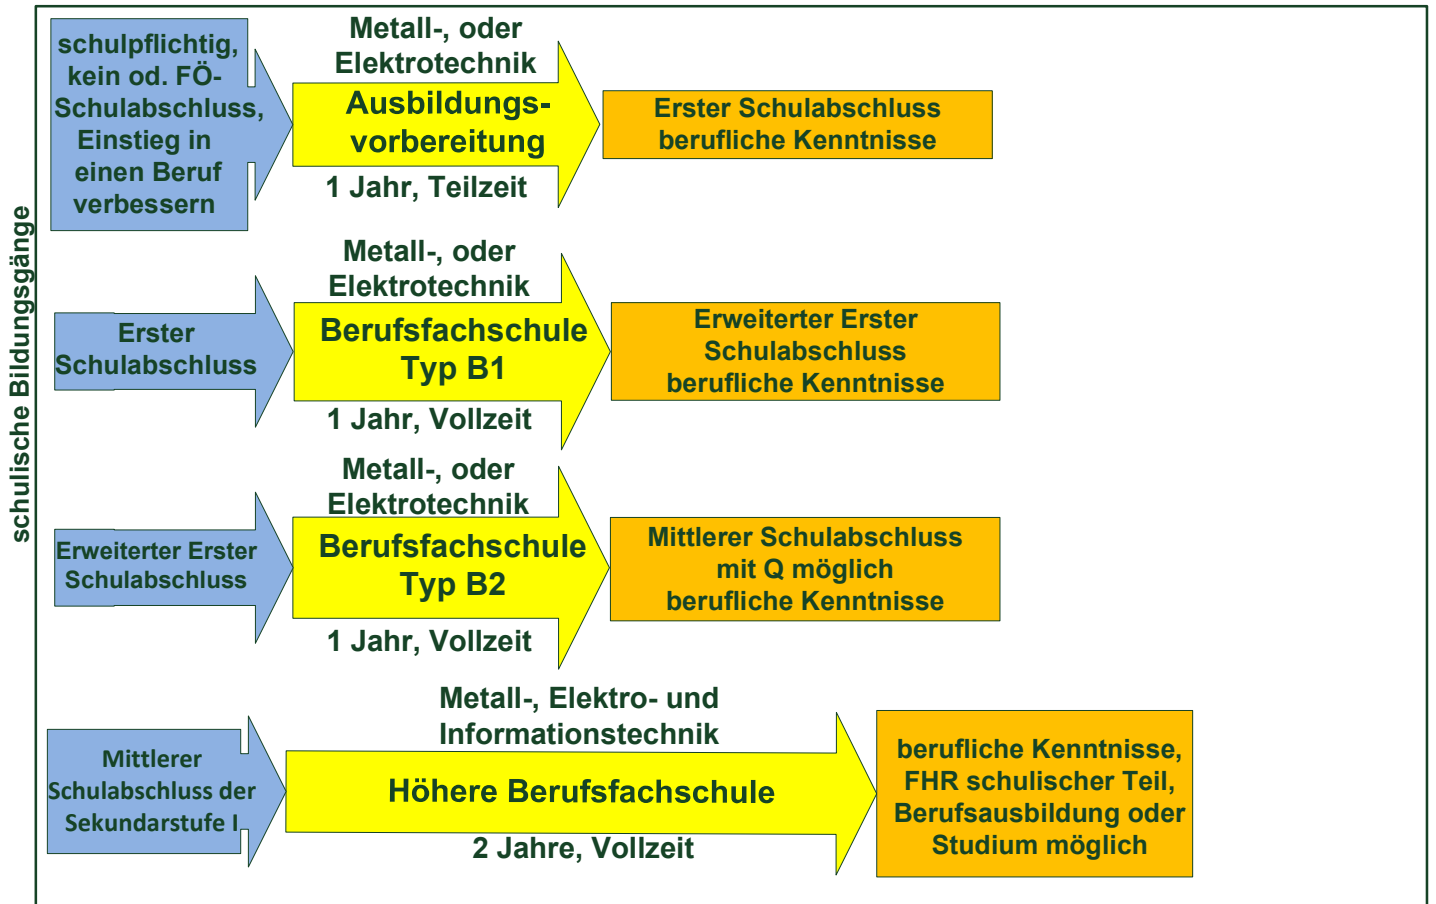 schulische Bildungsgänge
schulpflichtig,
kein od. FÖ-
Schulabschluss,
Einstieg in
einen Beruf
verbessern
Metall-, oder
Elektrotechnik
Ausbildungs-
vorbereitung
1 Jahr, Teilzeit
Erster Schulabschluss
berufliche Kenntnisse
Erster
Schulabschluss
Metall-, oder
Elektrotechnik
Berufsfachschule
Typ B1
1 Jahr, Vollzeit
Erweiterter Erster
Schulabschluss
berufliche Kenntnisse
Erweiterter Erster
Schulabschluss
Metall-, oder
Elektrotechnik
Berufsfachschule
Typ B2
1 Jahr, Vollzeit
Mittlerer Schulabschluss
mit Q möglich
berufliche Kenntnisse
Mittlerer
Schulabschluss der
Sekundarstufe I
Metall-, Elektro- und
Informationstechnik
Höhere Berufsfachschule
2 Jahre, Vollzeit
berufliche Kenntnisse,
FHR schulischer Teil,
Berufsausbildung oder
Studium möglich